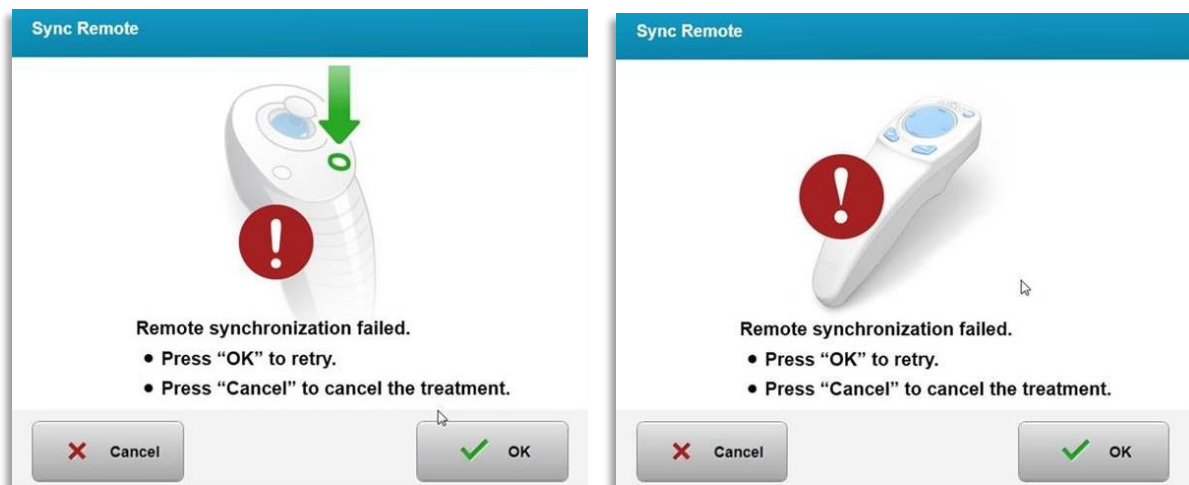 Sync Remote
Remote synchronization failed.
• Press “OK” to retry.
• Press “Cancel” to cancel the treatment.
Cancel
OK
Sync Remote
Remote synchronization failed.
• Press “OK” to retry.
• Press “Cancel” to cancel the treatment.
Cancel
OK